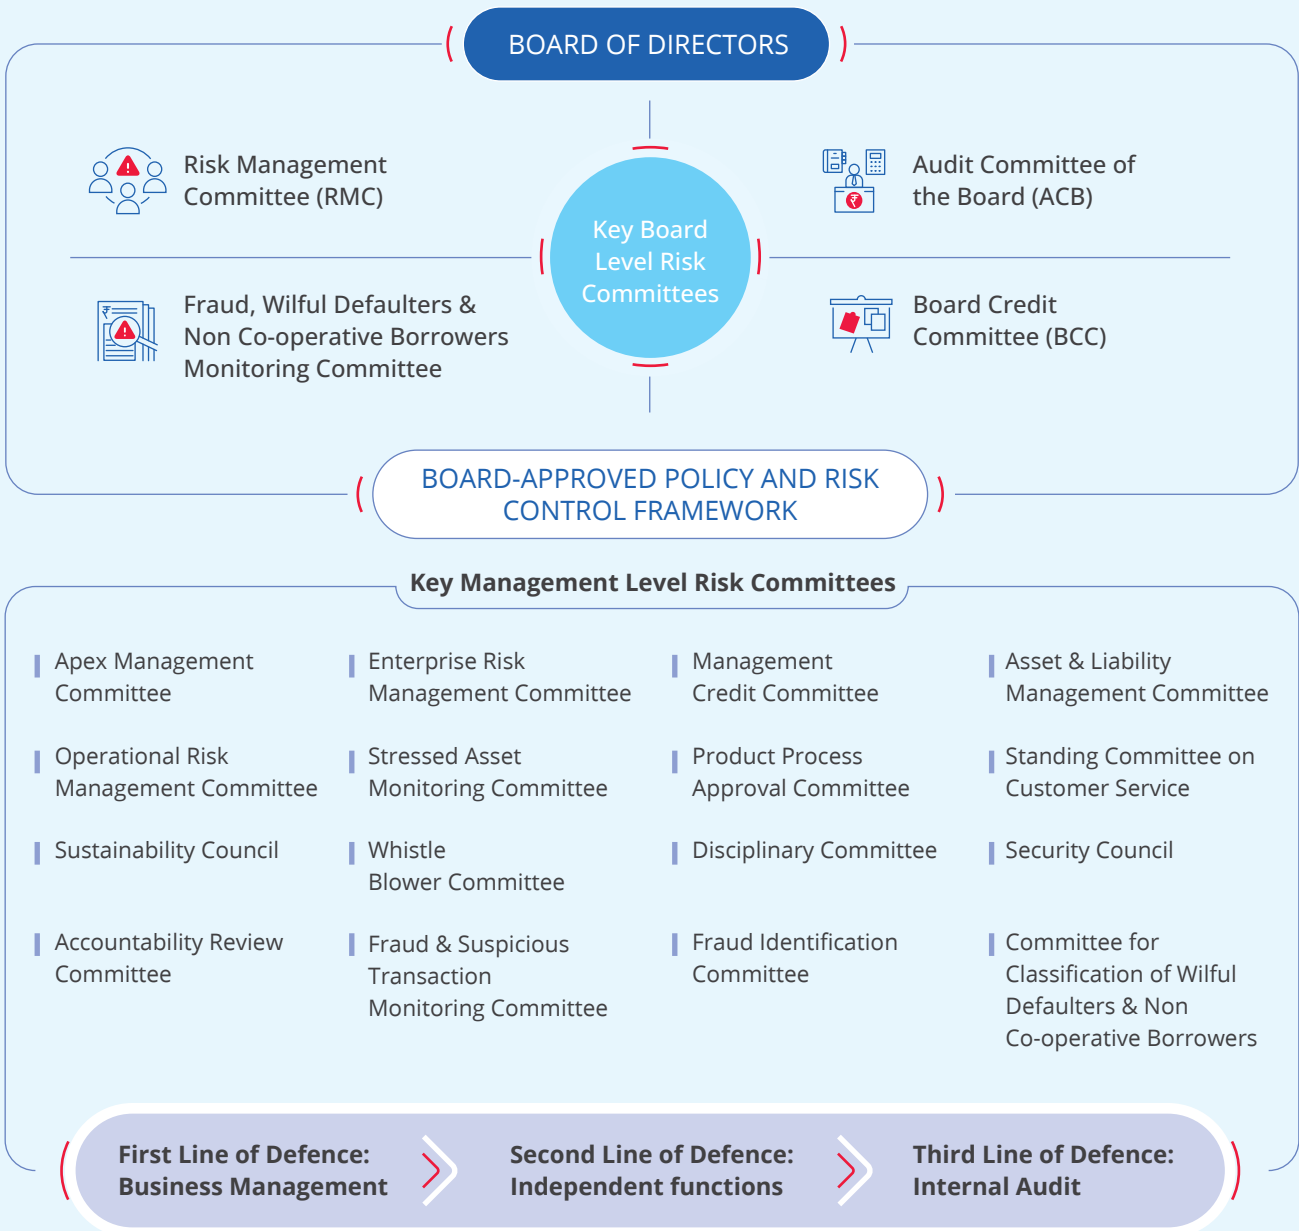 BOARD OF DIRECTORS
Risk Management
Committee (RMC)
Audit Committee of
the Board (ACB)
Key Board
Level Risk
Committees
Fraud, Wilful Defaulters &
Non Co-operative Borrowers
Monitoring Committee
Board Credit
Committee (BCC)
BOARD-APPROVED POLICY AND RISK
CONTROL FRAMEWORK
Key Management Level Risk Committees
Apex Management
Committee
Enterprise Risk
Management Committee
Management
Credit Committee
Asset & Liability
Management Committee
Operational Risk
Management Committee
Stressed Asset
Monitoring Committee
Product Process
Approval Committee
Standing Committee on
Customer Service
Sustainability Council
Whistle
Blower Committee
Disciplinary Committee
Security Council
Accountability Review
Committee
Fraud & Suspicious
Transaction
Monitoring Committee
Fraud Identification
Committee
Committee for
Classification of Wilful
Defaulters & Non
Co-operative Borrowers
First Line of Defence:
Business Management
Second Line of Defence:
Independent functions
Third Line of Defence:
Internal Audit